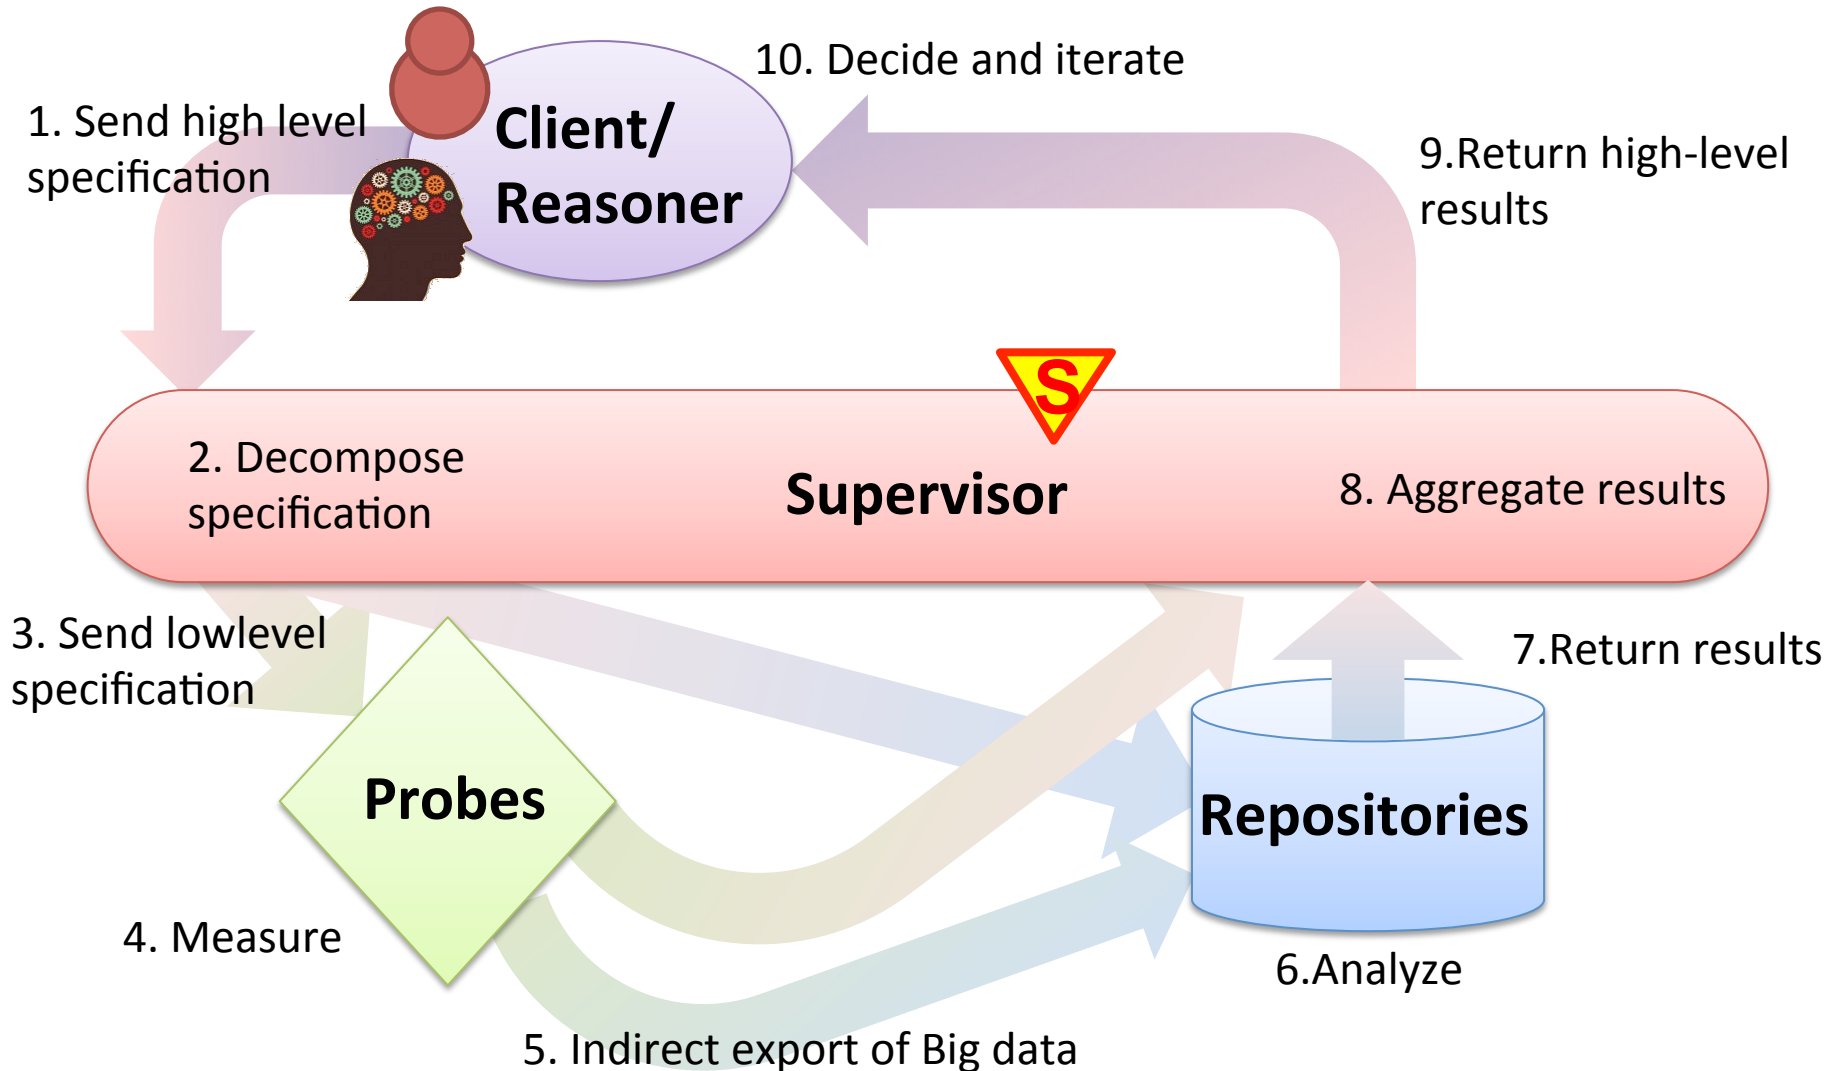 10. Decide and iterate
1. Send high level
specification
Client/
Reasoner
9.Return high-level
results
S
2. Decompose
specification
Supervisor
8. Aggregate results
3. Send lowlevel
specification
7.Return results
Probes
Repositories
4. Measure
6.Analyze
5. Indirect export of Big data